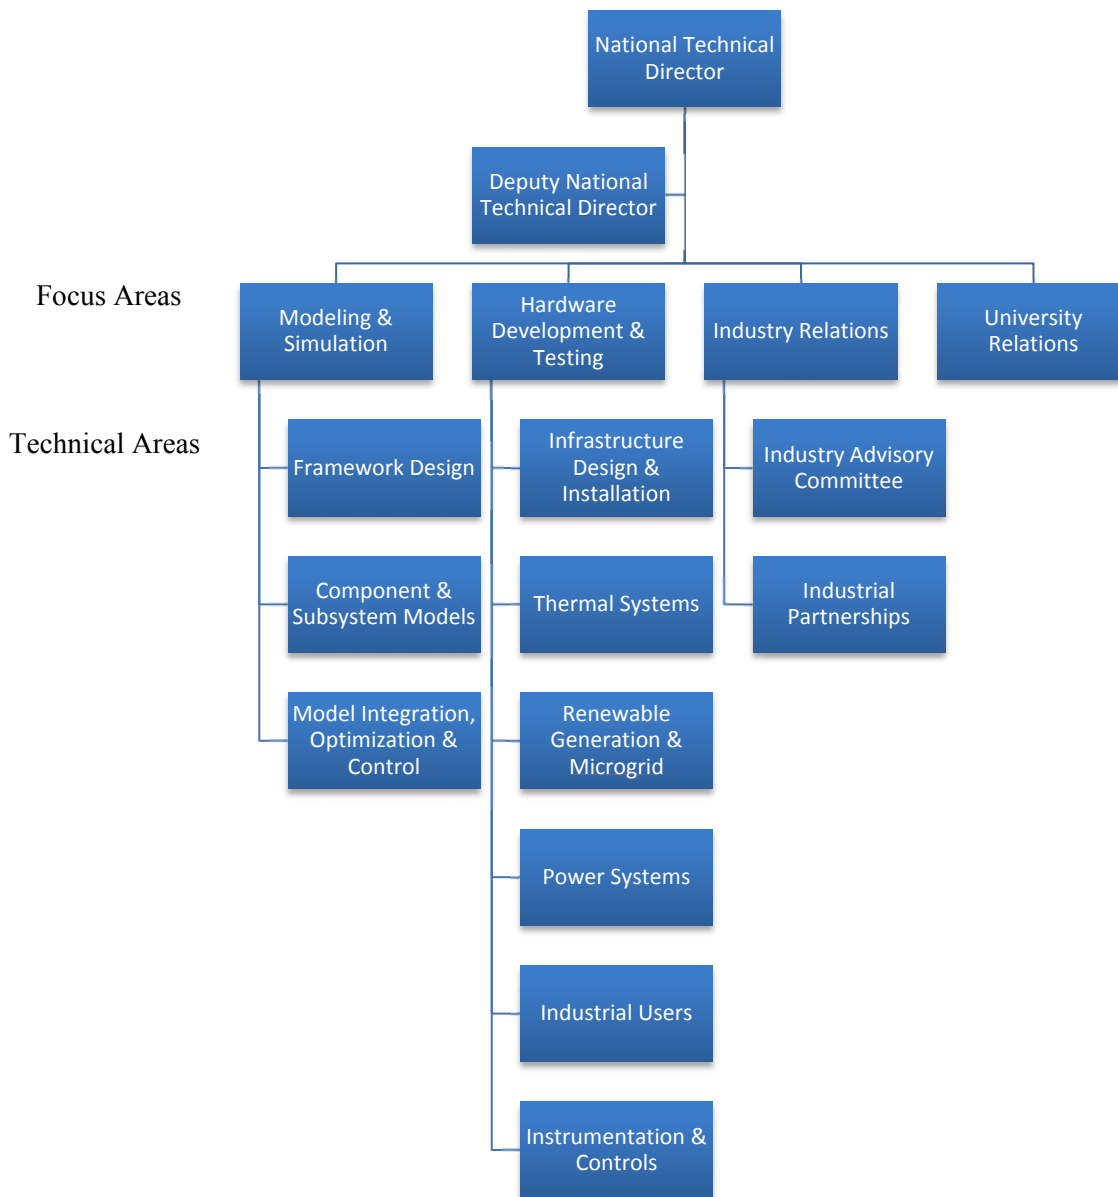 National Technical
Director
Deputy National
Technical Director
Focus Areas
Modeling &
Simulation
Hardware
Development &
Testing
Industry Relations
University
Relations
Technical Areas
Framework Design
Infrastructure
Design &
Installation
Industry Advisory
Committee
Component &
Subsystem Models
Thermal Systems
Industrial
Partnerships
Model Integration,
Optimization &
Control
Renewable
Generation &
Microgrid
Power Systems
Industrial Users
Instrumentation &
Controls